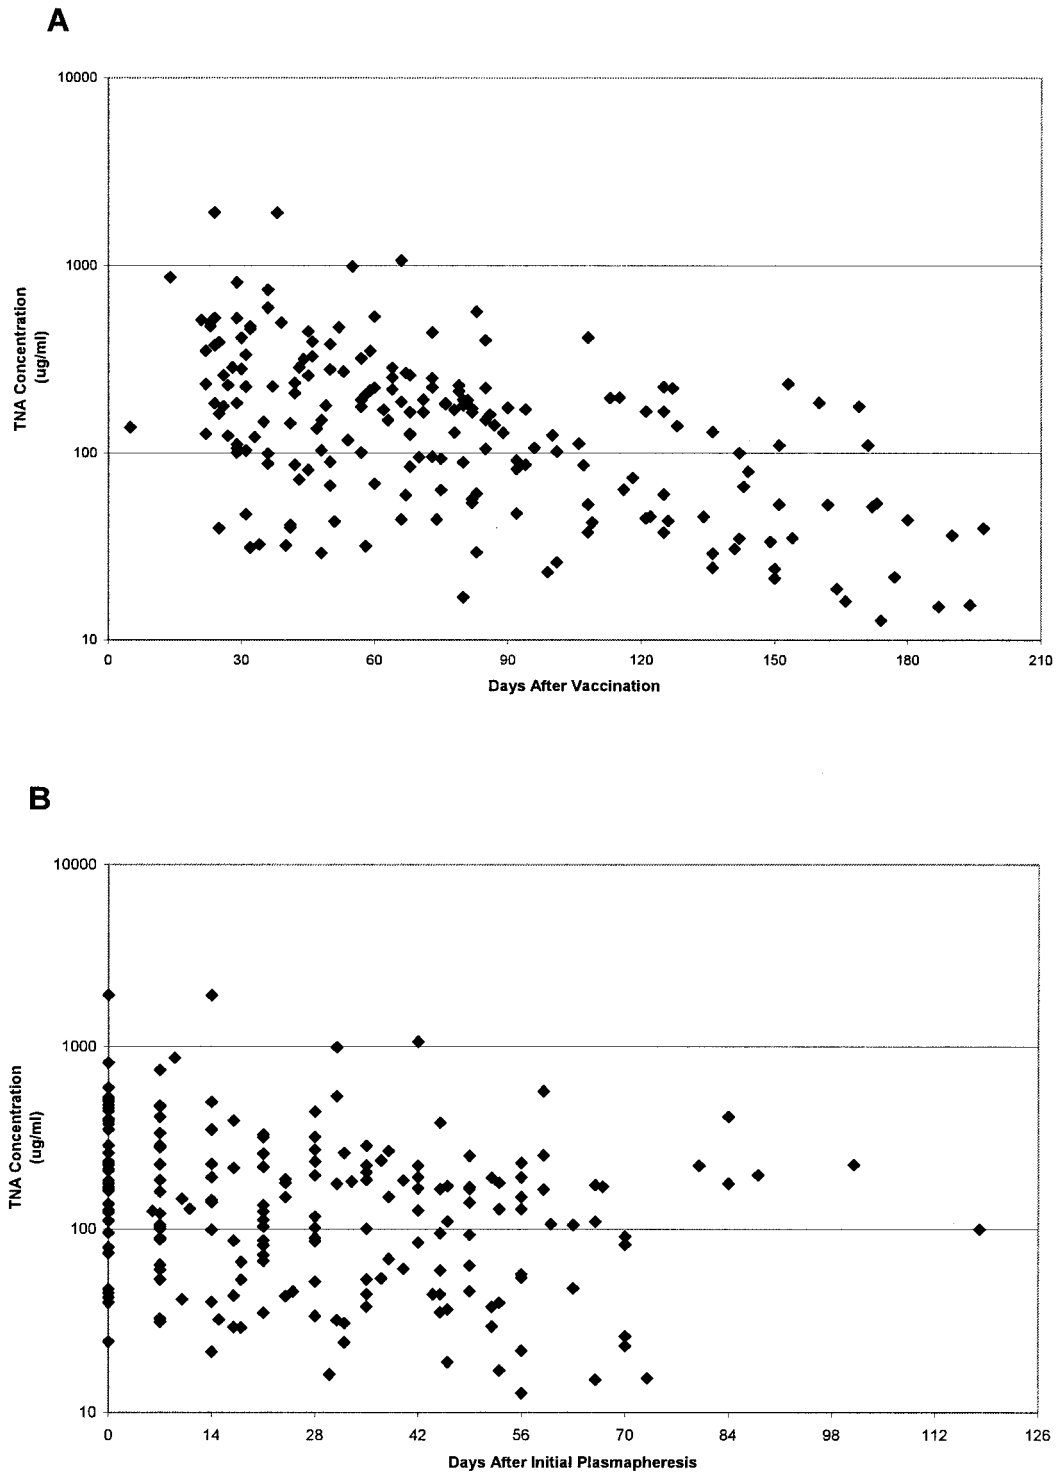 A
10000
1000
100
10
TNA Concentration
(ug/ml)
0 30 60 90 120 150 180 210
Days After Vaccination
B
10000
1000
100
10
TNA Concentration
(ug/ml)
0 14 28 42 56 70 84 98 112 126
Days After Initial Plasmapheresis